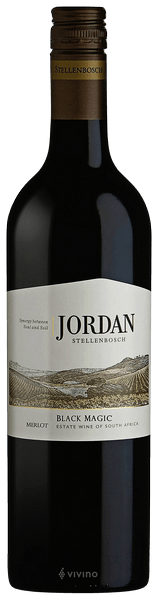 STELLENBOSCH
Synergy between
Soul and Soil
JORDAN
STELLENBOSCH
BLACK MAGIC
MERLOT
ESTATE WINE OF SOUTH AFRICA
VIVINO